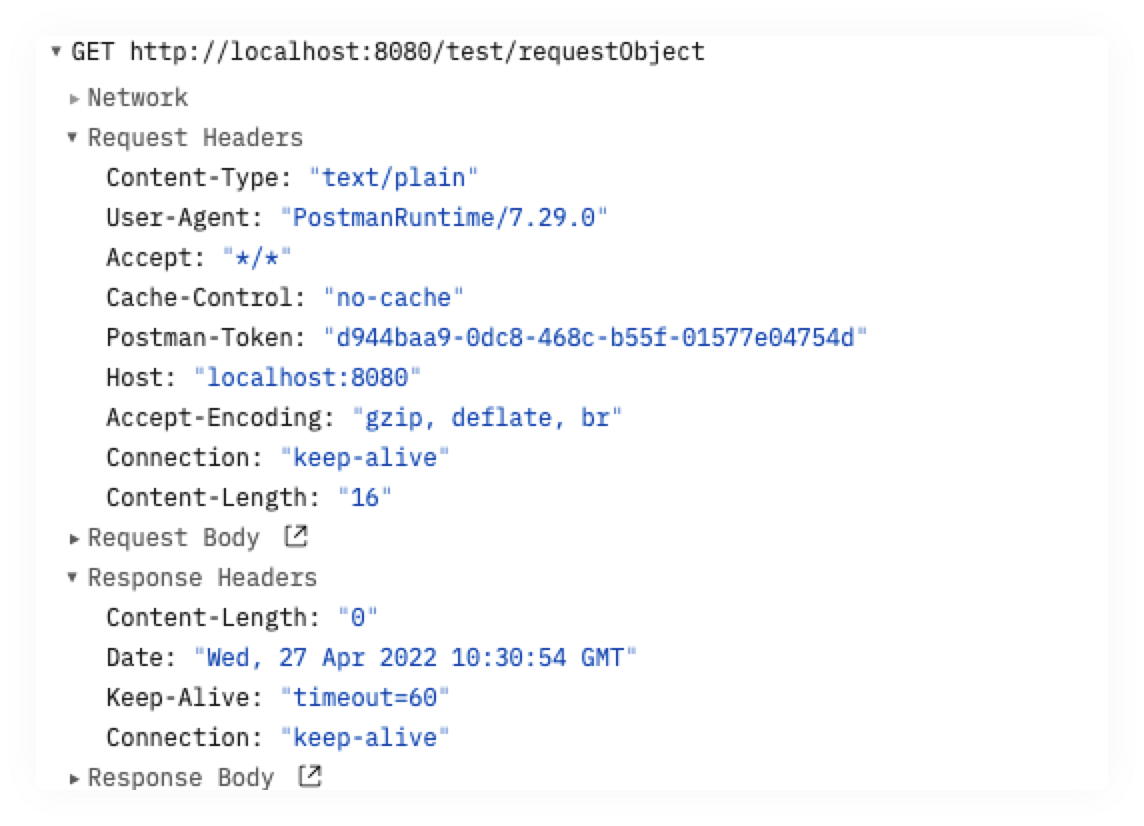 GET http://localhost:8080/test/requestObject
Network
Request Headers
Content-Type: "text/plain"
User-Agent: "PostmanRuntime/7.29.0"
Accept: "*/*"
Cache-Control: "no-cache"
Postman-Token: "d944baa9-0dc8-468c-b55f-01577e04754d"
Host: "localhost:8080"
Accept-Encoding: "gzip, deflate, br"
Connection: "keep-alive"
Content-Length: "16"
Request Body
Response Headers
Content-Length: "0"
Date: "Wed, 27 Apr 2022 10:30:54 GMT"
Keep-Alive: "timeout=60"
Connection: "keep-alive"
Response Body